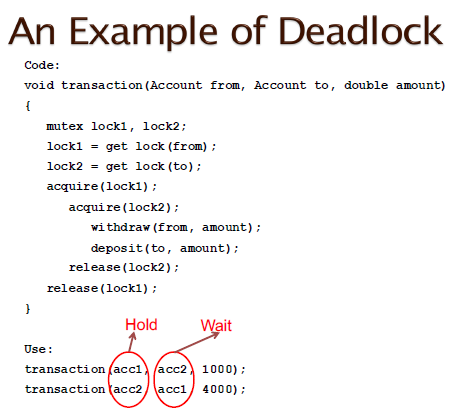 An Example of Deadlock
Code:
void transaction(Account from, Account to, double amount)
{
mutex lock1, lock2;
lock1 = get lock(from);
lock2 = get lock(to);
acquire(lock1);
acquire(lock2);
withdraw(from, amount);
deposit(to, amount);
release(lock2);
release(lock1);
}
Hold Wait
Use:
transaction(acc1, acc2, 1000);
transaction(acc2, acc1, 4000);